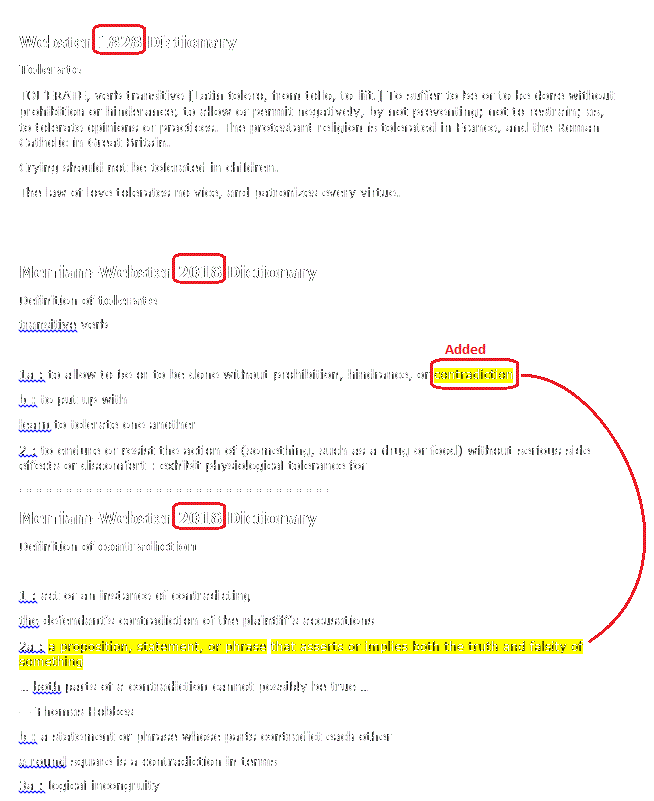 Webster 1828 Dictionary
Tolerate
TOL'ERATE, verb transitive [Latin tolero, from tollo, to lift.] To suffer to be or to be done without
prohibition or hinderance; to allow or permit negatively, by not preventing; not to restrain; as,
to tolerate opinions or practices. The protestant religion is tolerated in France, and the Roman
Catholic in Great Britain.
Crying should not be tolerated in children.
The law of love tolerates no vice, and patronizes every virtue.
Merriam-Webster 2018 Dictionary
Definition of tolerate
transitive verb
Added
1a : to allow to be or to be done without prohibition, hindrance, or contradiction
b : to put up with
learn to tolerate one another
2 : to endure or resist the action of (something, such as a drug or food) without serious side
effects or discomfort : exhibit physiological tolerance for
Merriam-Webster 2018 Dictionary
Definition of contradiction
1 : act or an instance of contradicting
the defendant's contradiction of the plaintiff's accusations
2a : a proposition, statement, or phrase that asserts or implies both the truth and falsity of
something
… both parts of a contradiction cannot possibly be true …
— Thomas Hobbes
b : a statement or phrase whose parts contradict each other
a round square is a contradiction in terms
3a : logical incongruity